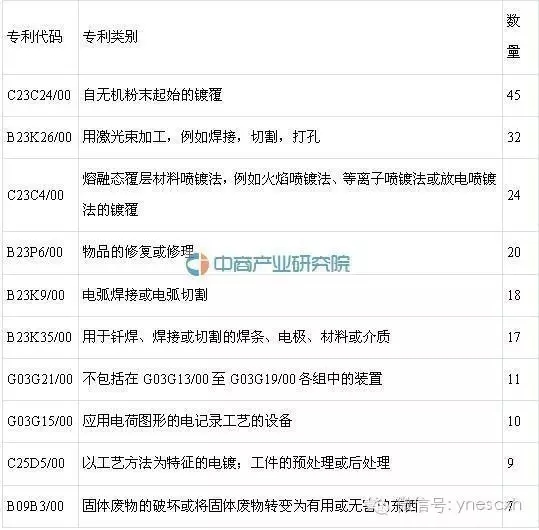 专利代码 专利类别 数量
C23C24/00 自无机粉末起始的镀覆 45
B23K26/00 用激光束加工，例如焊接，切割，打孔 32
C23C4/00 熔融态覆层材料喷镀法，例如火焰喷镀法、等离子喷镀法或放电喷镀
法的镀覆 24
B23P6/00 物品的修复或修理 20
中商产业研究院
B23K9/00 电弧焊接或电弧切割 18
B23K35/00 用于钎焊、焊接或切割的焊条、电极、材料或介质 17
G03G21/00 不包括在 G03G13/00 至 G03G19/00 各组中的装置 11
G03G15/00 应用电荷图形的电记录工艺的设备 10
C25D5/00 以工艺方法为特征的电镀；工件的预处理或后处理 9
B09B3/00 固体废物的破坏或将固体废物转变为有用或无害的东西 7
微信号: ynesczh